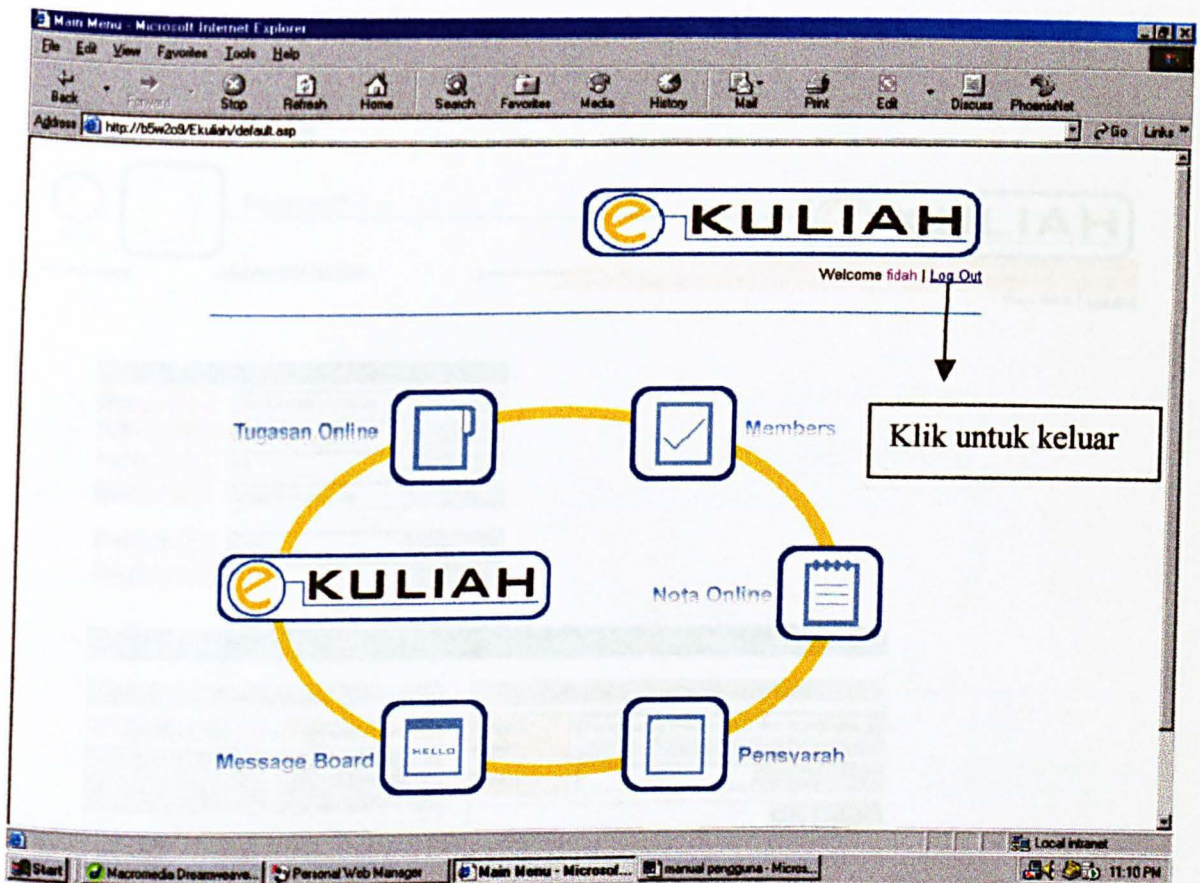 Main Menu - Microsoft Internet Explorer
File Edit View Favorites Tools Help
Back Forward Stop Refresh Home Search Favorites Media History Mail Print Edit Discuss PhoenixNet
Address http://b5w2o9/Ekuliah/default.asp Go Links »
e KULIAH
Welcome fidah | Log Out
Klik untuk keluar
Tugasan Online
Members
e KULIAH
Nota Online
Message Board
HELLO
Pensyarah
Local intranet
Start Macromedia Dreamweave... Personal Web Manager Main Menu - Microsof... manual pengguna - Micros... 11:10 PM